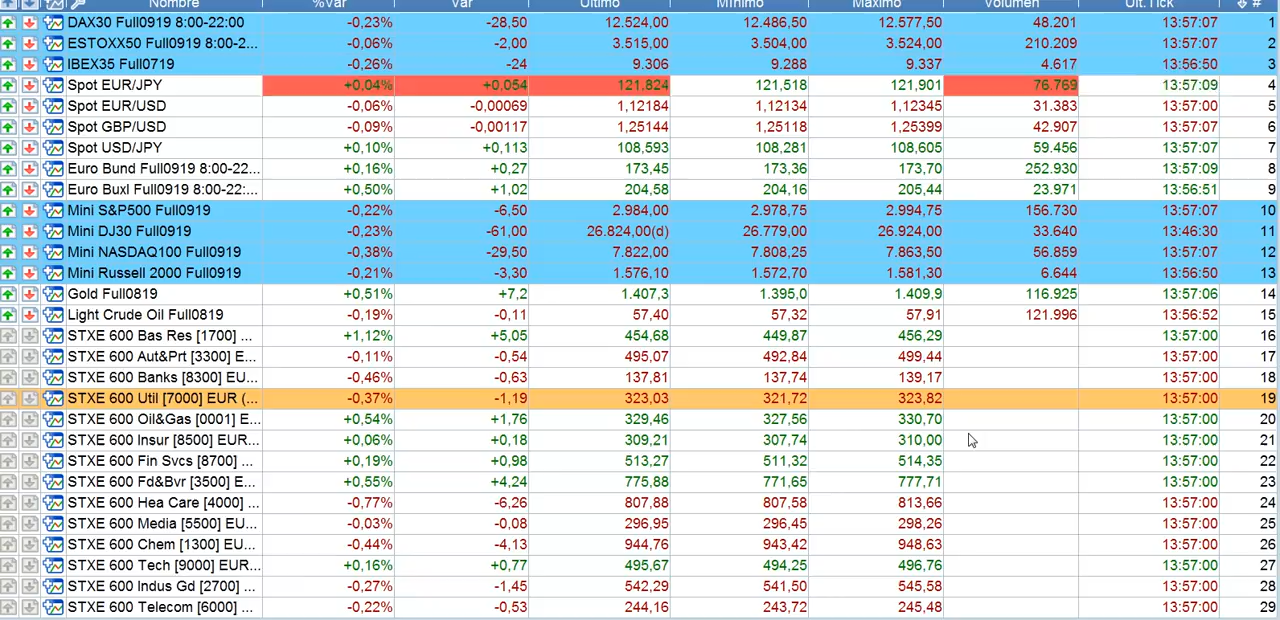 Nombre %Var Var Último Mínimo Máximo Volumen Últ.Tick #
DAX30 Full0919 8:00-22:00 -0,23% -28,50 12.524,00 12.486,50 12.577,50 48.201 13:57:07 1
ESTOXX50 Full0919 8:00-2... -0,06% -2,00 3.515,00 3.504,00 3.524,00 210.209 13:57:07 2
IBEX35 Full0719 -0,26% -24 9.306 9.288 9.337 4.617 13:56:50 3
Spot EUR/JPY +0,04% +0,054 121,824 121,518 121,901 76.769 13:57:09 4
Spot EUR/USD -0,06% -0,00069 1,12184 1,12134 1,12345 31.383 13:57:00 5
Spot GBP/USD -0,09% -0,00117 1,25144 1,25118 1,25399 42.907 13:57:07 6
Spot USD/JPY +0,10% +0,113 108,593 108,281 108,605 59.456 13:57:07 7
Euro Bund Full0919 8:00-22... +0,16% +0,27 173,45 173,36 173,70 252.930 13:57:09 8
Euro Buxl Full0919 8:00-22:... +0,50% +1,02 204,58 204,16 205,44 23.971 13:56:51 9
Mini S&P500 Full0919 -0,22% -6,50 2.984,00 2.978,75 2.994,75 156.730 13:57:07 10
Mini DJ30 Full0919 -0,23% -61,00 26.824,00(d) 26.779,00 26.924,00 33.640 13:46:30 11
Mini NASDAQ100 Full0919 -0,38% -29,50 7.822,00 7.808,25 7.863,50 56.859 13:57:07 12
Mini Russell 2000 Full0919 -0,21% -3,30 1.576,10 1.572,70 1.581,30 6.644 13:56:50 13
Gold Full0819 +0,51% +7,2 1.407,3 1.395,0 1.409,9 116.925 13:57:06 14
Light Crude Oil Full0819 -0,19% -0,11 57,40 57,32 57,91 121.996 13:56:52 15
STXE 600 Bas Res [1700] ... +1,12% +5,05 454,68 449,87 456,29 13:57:00 16
STXE 600 Aut&Prt [3300] E... -0,11% -0,54 495,07 492,84 499,44 13:57:00 17
STXE 600 Banks [8300] EU... -0,46% -0,63 137,81 137,74 139,17 13:57:00 18
STXE 600 Util [7000] EUR (... -0,37% -1,19 323,03 321,72 323,82 13:57:00 19
STXE 600 Oil&Gas [0001] E... +0,54% +1,76 329,46 327,56 330,70 13:57:00 20
STXE 600 Insur [8500] EUR... +0,06% +0,18 309,21 307,74 310,00 13:57:00 21
STXE 600 Fin Svcs [8700] ... +0,19% +0,98 513,27 511,32 514,35 13:57:00 22
STXE 600 Fd&Bvr [3500] E... +0,55% +4,24 775,88 771,65 777,71 13:57:00 23
STXE 600 Hea Care [4000] ... -0,77% -6,26 807,88 807,58 813,66 13:57:00 24
STXE 600 Media [5500] EU... -0,03% -0,08 296,95 296,45 298,26 13:57:00 25
STXE 600 Chem [1300] EU... -0,44% -4,13 944,76 943,42 948,63 13:57:00 26
STXE 600 Tech [9000] EUR... +0,16% +0,77 495,67 494,25 496,76 13:57:00 27
STXE 600 Indus Gd [2700] ... -0,27% -1,45 542,29 541,50 545,58 13:57:00 28
STXE 600 Telecom [6000] ... -0,22% -0,53 244,16 243,72 245,48 13:57:00 29